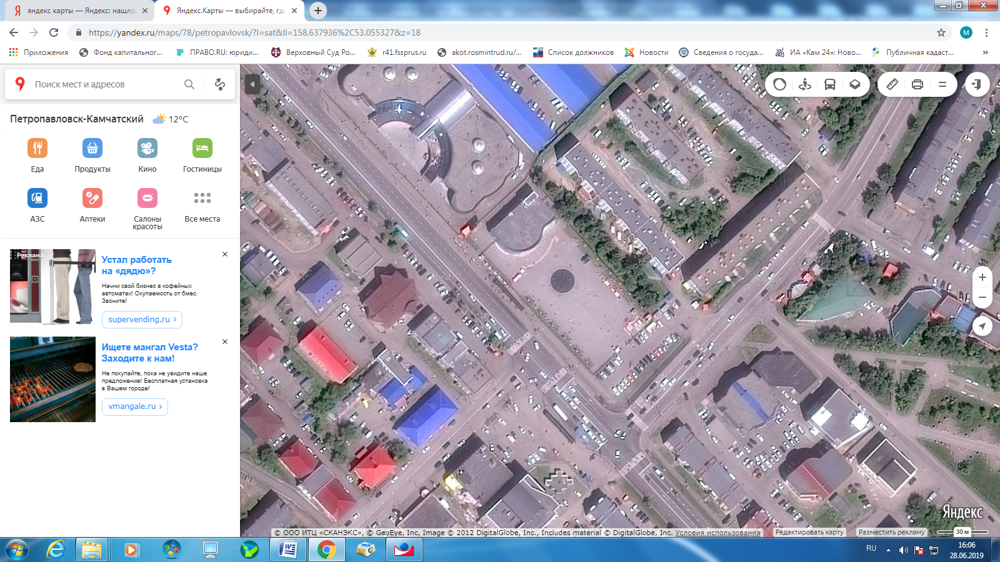 яндекс карты — Яндекс: нашло
Яндекс.Карты — выбирайте, где
https://yandex.ru/maps/78/petropavlovsk/?l=sat&ll=158.637936%2C53.055327&z=18
M
Приложения
Фонд капитального...
ПРАВО.RU: юриди...
Верховный Суд Ро...
r41.fssprus.ru
akot.rosmintrud.ru/...
Список должников
Новости
Сведения о госуда...
ИА «Кам 24»: Ново...
Публичная кадаст...
»
Поиск мест и адресов
Петропавловск-Камчатский
12°C
Еда
Продукты
Кино
Гостиницы
АЗС
Аптеки
Салоны
красоты
Все места
Реклама
Устал работать
на «дядю»?
Начни свой бизнес в кофейных
автоматах! Окупаемость от 6мес.
Звоните!
supervending.ru
Ищете мангал Vesta?
Заходите к нам!
Не покупайте, пока не увидите наше
предложение! Бесплатная установка
в Вашем городе!
vmangale.ru
Yandex
Yandex
Яндекс
© ООО ИТЦ «СКАНЭКС», © GeoEye, Inc, Image © 2012 DigitalGlobe, Inc., Includes material © DigitalGlobe, Inc. Условия использования
Редактировать карту
Разместить рекламу
30 м
RU
16:06
28.06.2019